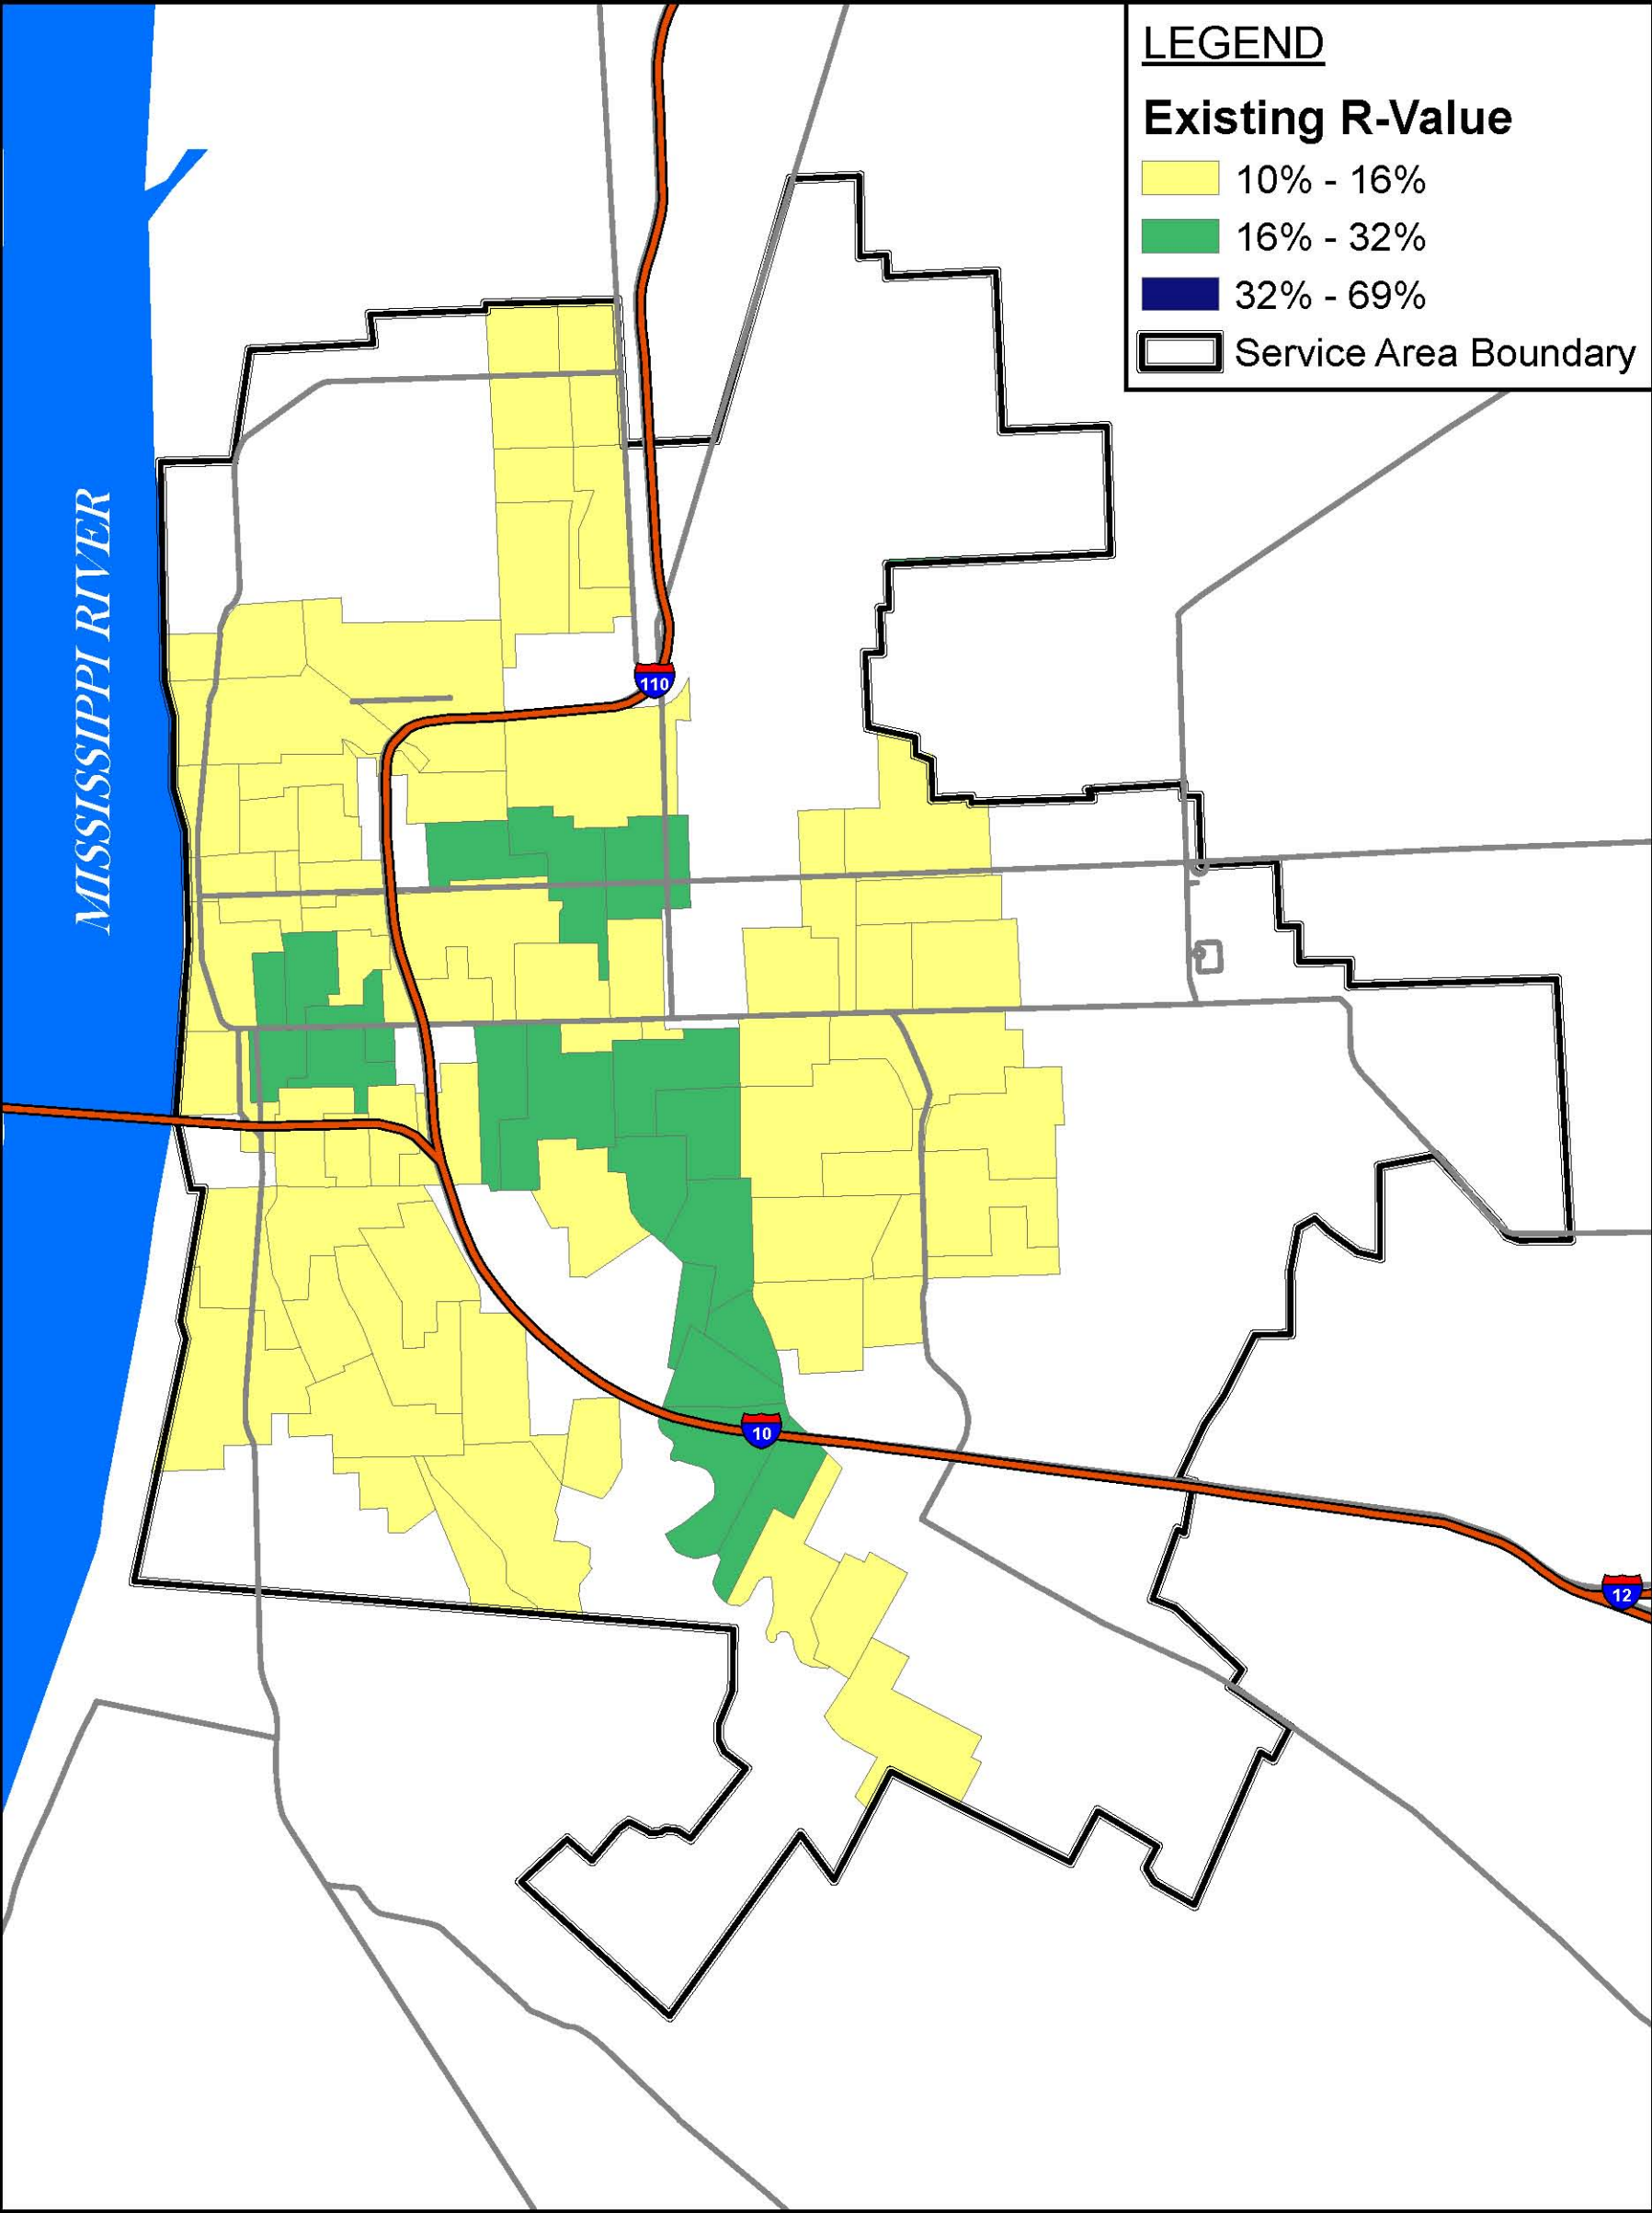 LEGEND
Existing R-Value
10% - 16%
16% - 32%
32% - 69%
Service Area Boundary
MISSISSIPPI RIVER
110
10
12